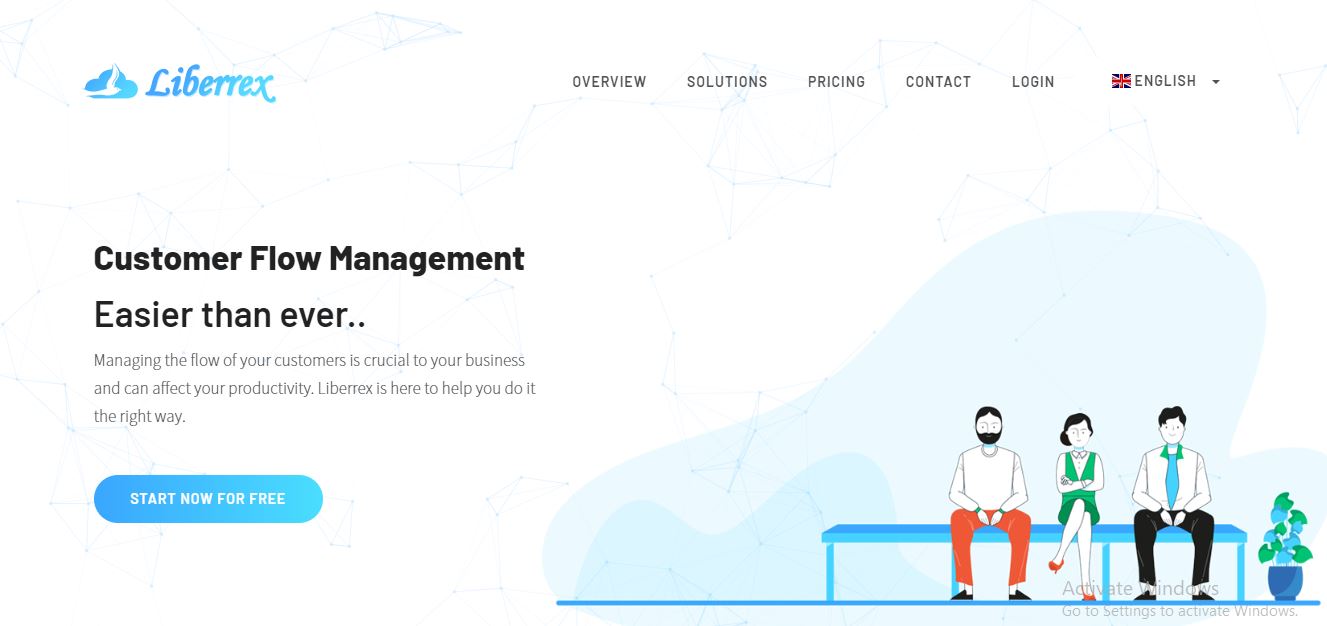 Liberrex
OVERVIEW SOLUTIONS PRICING CONTACT LOGIN ENGLISH
Customer Flow Management
Easier than ever..
Managing the flow of your customers is crucial to your business
and can affect your productivity. Liberrex is here to help you do it
the right way.
START NOW FOR FREE
Activate Windows
Go to Settings to activate Windows.